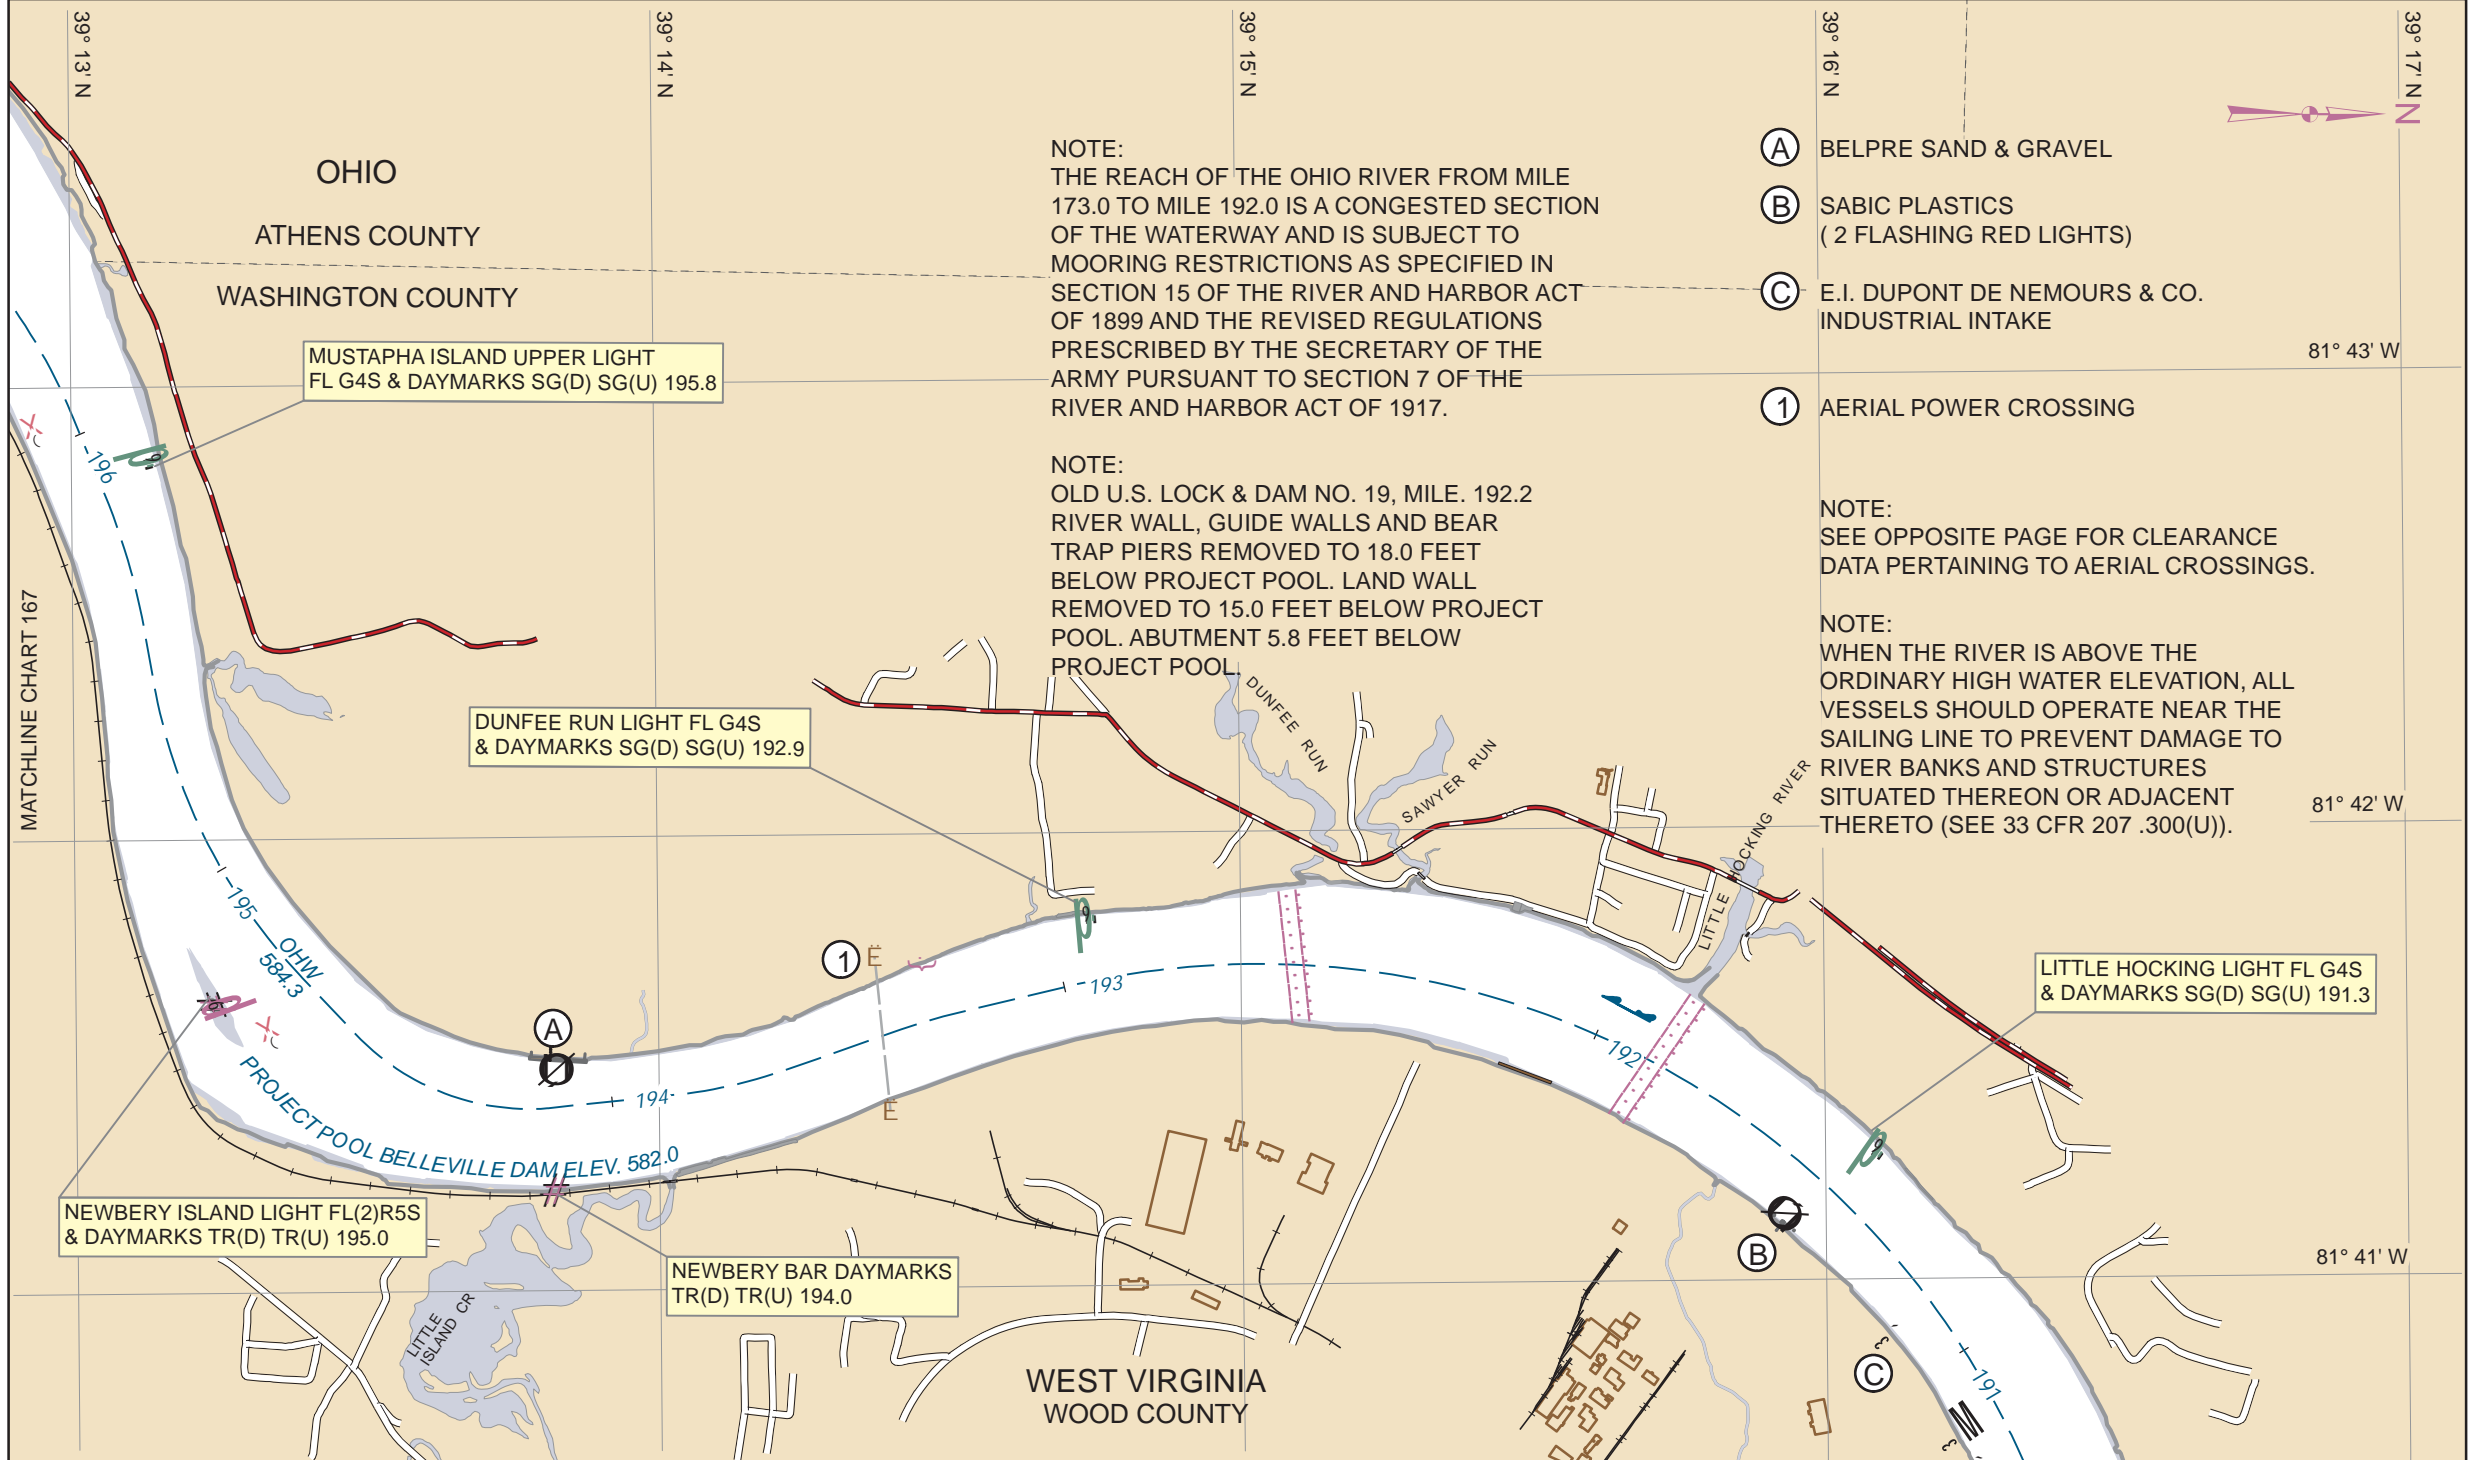 39° 13' N
39° 14' N
39° 15' N
39° 16' N
39° 17' N
N
OHIO
ATHENS COUNTY
WASHINGTON COUNTY
MUSTAPHA ISLAND UPPER LIGHT
FL G4S & DAYMARKS SG(D) SG(U) 195.8
NOTE:
THE REACH OF THE OHIO RIVER FROM MILE
173.0 TO MILE 192.0 IS A CONGESTED SECTION
OF THE WATERWAY AND IS SUBJECT TO
MOORING RESTRICTIONS AS SPECIFIED IN
SECTION 15 OF THE RIVER AND HARBOR ACT
OF 1899 AND THE REVISED REGULATIONS
PRESCRIBED BY THE SECRETARY OF THE
ARMY PURSUANT TO SECTION 7 OF THE
RIVER AND HARBOR ACT OF 1917.
NOTE:
OLD U.S. LOCK & DAM NO. 19, MILE. 192.2
RIVER WALL, GUIDE WALLS AND BEAR
TRAP PIERS REMOVED TO 18.0 FEET
BELOW PROJECT POOL. LAND WALL
REMOVED TO 15.0 FEET BELOW PROJECT
POOL. ABUTMENT 5.8 FEET BELOW
PROJECT POOL.
A BELPRE SAND & GRAVEL
B SABIC PLASTICS
( 2 FLASHING RED LIGHTS)
C E.I. DUPONT DE NEMOURS & CO.
INDUSTRIAL INTAKE
1 AERIAL POWER CROSSING
NOTE:
SEE OPPOSITE PAGE FOR CLEARANCE
DATA PERTAINING TO AERIAL CROSSINGS.
NOTE:
WHEN THE RIVER IS ABOVE THE
ORDINARY HIGH WATER ELEVATION, ALL
VESSELS SHOULD OPERATE NEAR THE
SAILING LINE TO PREVENT DAMAGE TO
RIVER BANKS AND STRUCTURES
SITUATED THEREON OR ADJACENT
THERETO (SEE 33 CFR 207 .300(U)).
81° 43' W
81° 42' W
81° 41' W
MATCHLINE CHART 167
196
195
OHW
584.3
194
193
192
191
DUNFEE RUN LIGHT FL G4S
& DAYMARKS SG(D) SG(U) 192.9
DUNFEE RUN
SAWYER RUN
LITTLE HOCKING RIVER
LITTLE HOCKING LIGHT FL G4S
& DAYMARKS SG(D) SG(U) 191.3
1
A
B
C
E
E
PROJECT POOL BELLEVILLE DAM ELEV. 582.0
NEWBERY ISLAND LIGHT FL(2)R5S
& DAYMARKS TR(D) TR(U) 195.0
NEWBERY BAR DAYMARKS
TR(D) TR(U) 194.0
LITTLE
ISLAND CR
WEST VIRGINIA
WOOD COUNTY